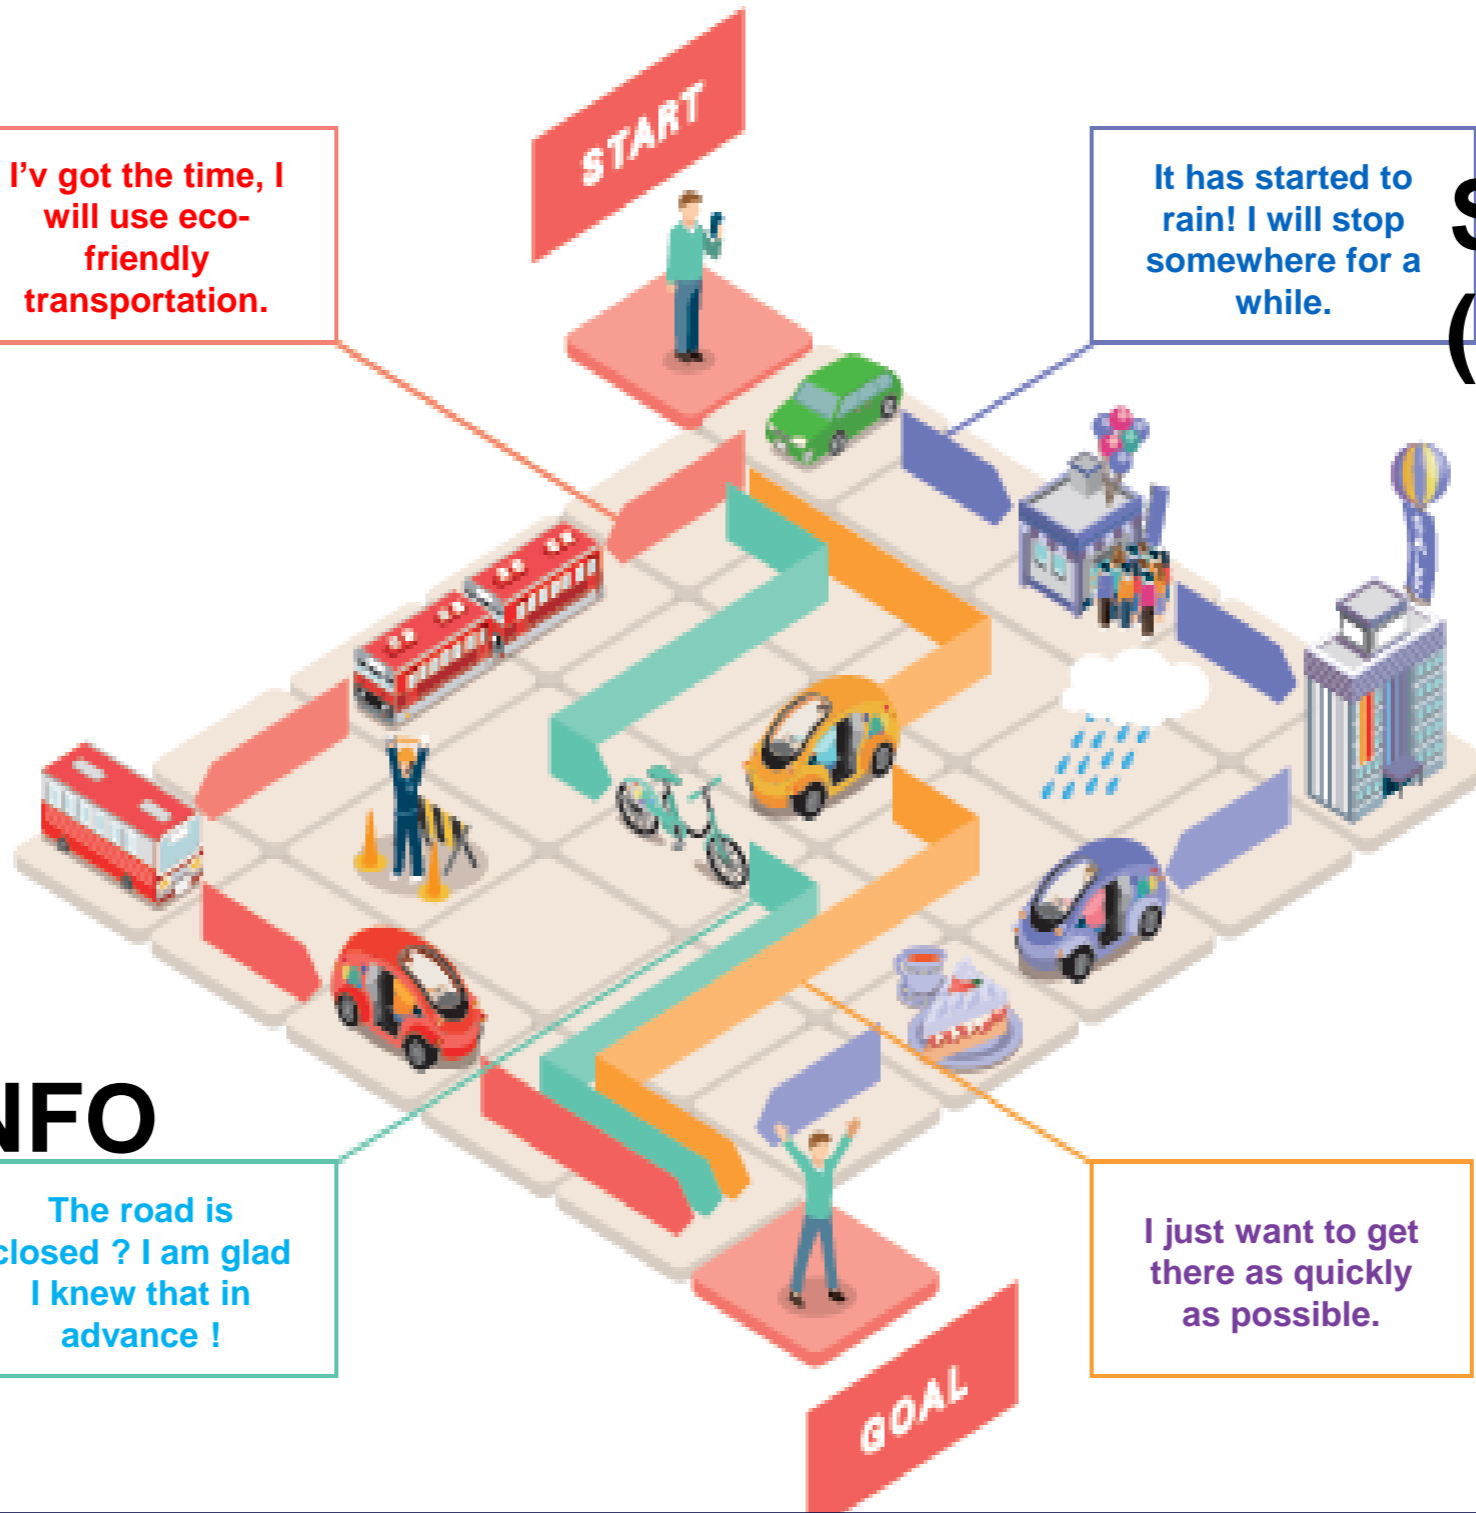 START
I'v got the time, I
will use eco-
friendly
transportation.
It has started to
rain! I will stop
somewhere for a
while.
S
(
NFO
The road is
closed ? I am glad
I knew that in
advance !
I just want to get
there as quickly
as possible.
GOAL